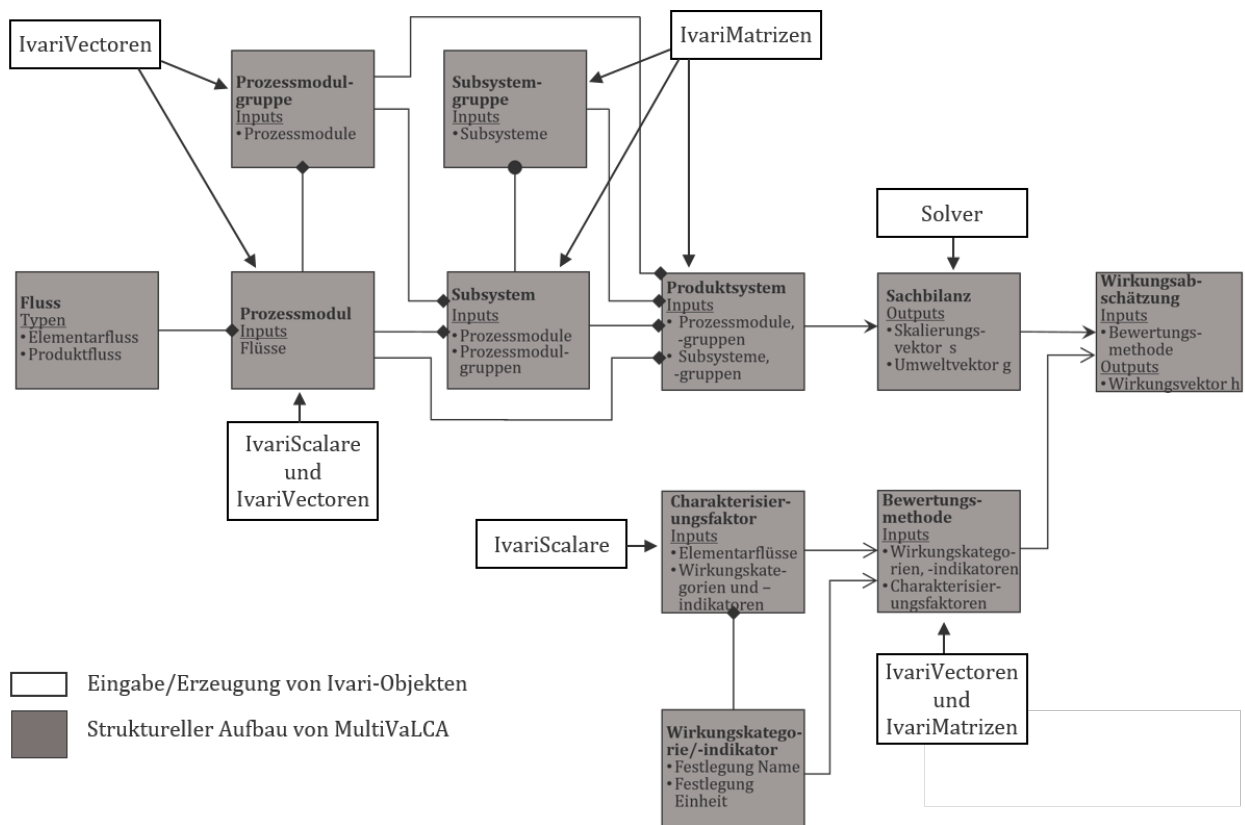 IvariVectoren
IvariMatrizen
Prozessmodul-
gruppe
Inputs
•Prozessmodule
Subsystem-
gruppe
Inputs
•Subsysteme
Solver
Fluss
Typen
•Elementarfluss
•Produktfluss
Prozessmodul
Inputs
Flüsse
Subsystem
Inputs
• Prozessmodule
• Prozessmodul-
gruppen
Produktsystem
Inputs
• Prozessmodule,
-gruppen
• Subsysteme,
-gruppen
Sachbilanz
Outputs
•Skalierungs-
vektor s
•Umweltvektor g
Wirkungsab-
schätzung
Inputs
•Bewertungs-
methode
Outputs
•Wirkungsvektor h
IvariScalare
und
IvariVectoren
IvariScalare
Charakterisier-
ungsfaktor
Inputs
•Elementarflüsse
•Wirkungskate-
gorien und –
indikatoren
Bewertungs-
methode
Inputs
•Wirkungskatego-
rien, -indikatoren
•Charakterisier-
ungsfaktoren
IvariVectoren
und
IvariMatrizen
Wirkungskatego-
rie/-indikator
•Festlegung Name
•Festlegung
Einheit
Eingabe/Erzeugung von Ivari-Objekten
Struktureller Aufbau von MultiVaLCA